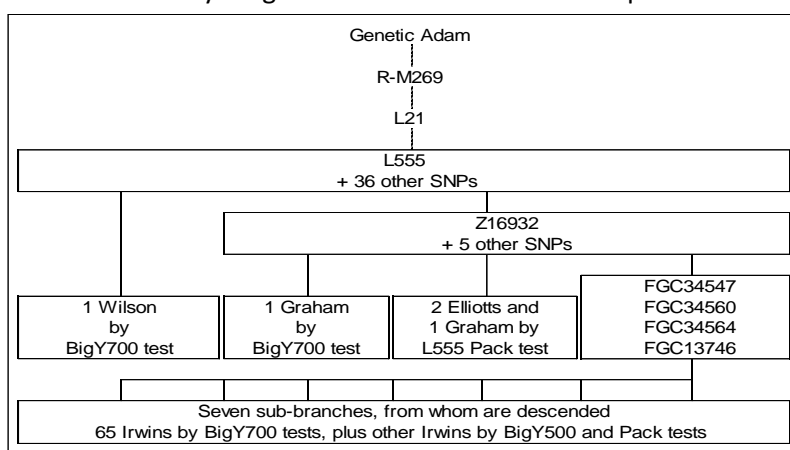 Genetic Adam
R-M269
L21
L555
+ 36 other SNPs
Z16932
+ 5 other SNPs
1 Wilson
by
BigY700 test
1 Graham
by
BigY700 test
2 Elliotts and
1 Graham by
L555 Pack test
FGC34547
FGC34560
FGC34564
FGC13746
Seven sub-branches, from whom are descended
65 Irwins by BigY700 tests, plus other Irwins by BigY500 and Pack tests